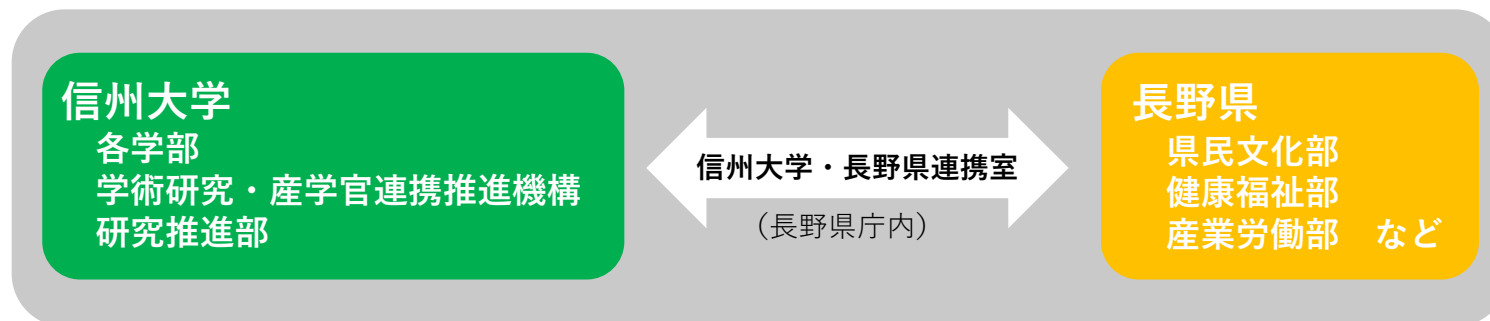 信州大学
各学部
学術研究・産学官連携推進機構
研究推進部
信州大学・長野県連携室
（長野県庁内）
長野県
県民文化部
健康福祉部
産業労働部　など